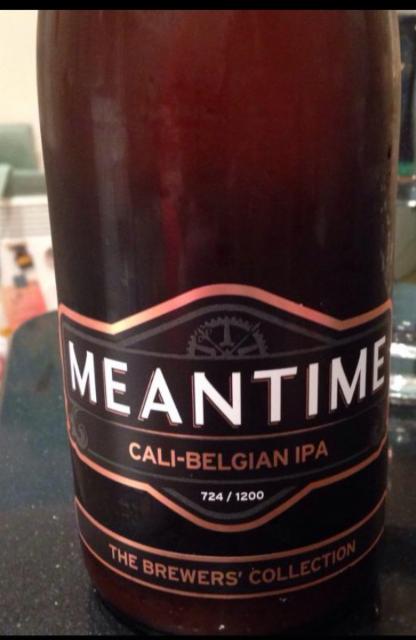 MEANTIME
CALI-BELGIAN IPA
724 / 1200
THE BREWERS' COLLECTION